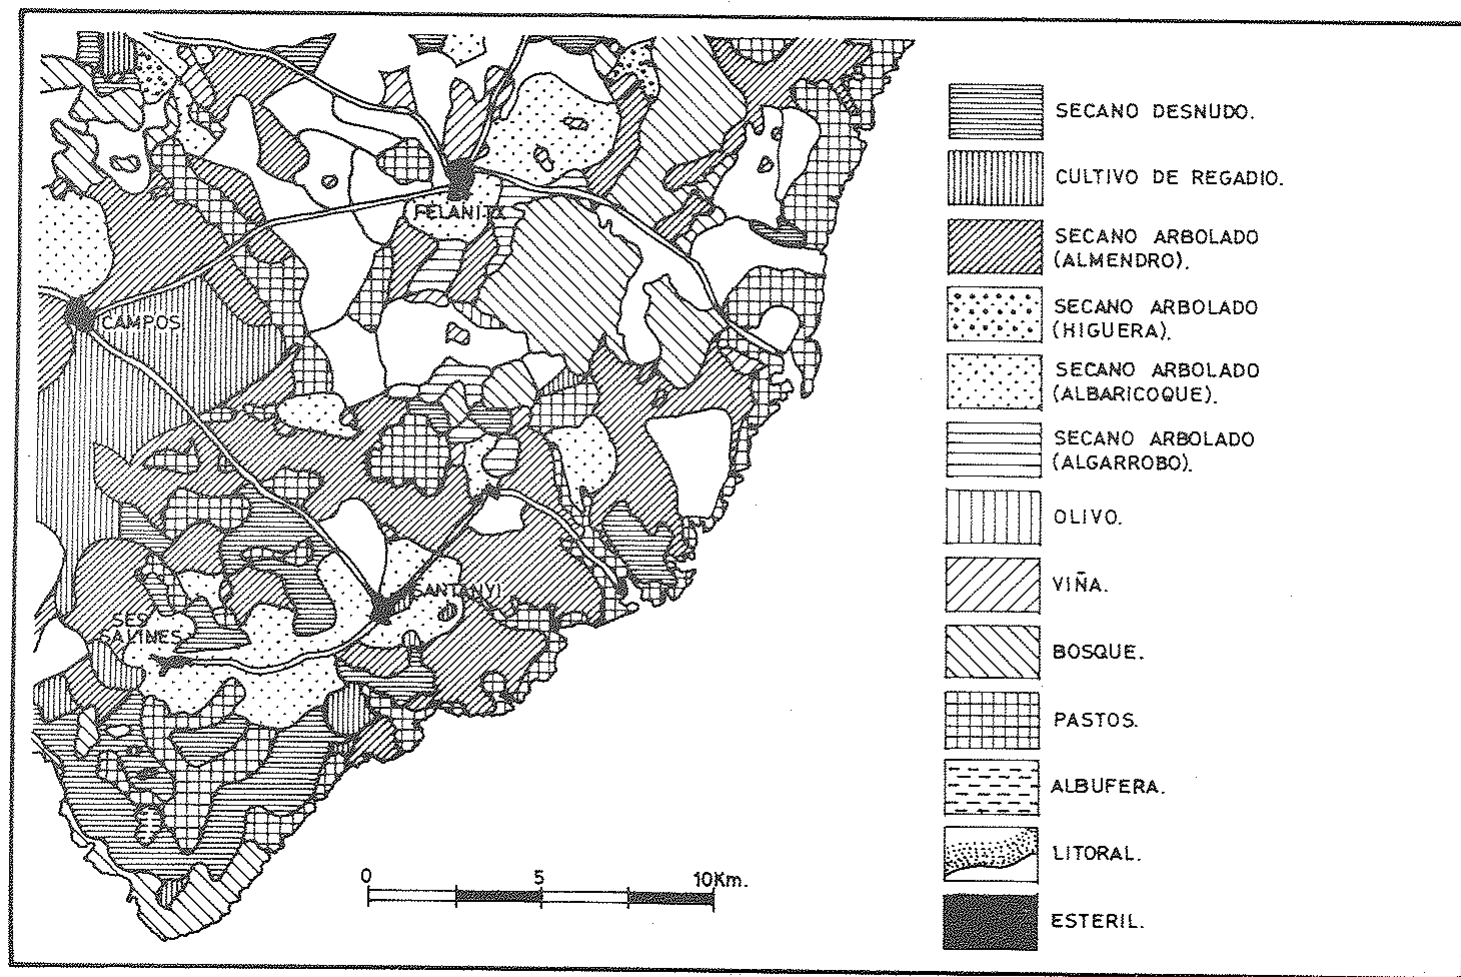 FELANITX
CAMPOS
SANTANYI
SES
SALINES
0 5 10Km.
SECANO DESNUDO.
CULTIVO DE REGADIO.
SECANO ARBOLADO
(ALMENDRO).
SECANO ARBOLADO
(HIGUERA).
SECANO ARBOLADO
(ALBARICOQUE).
SECANO ARBOLADO
(ALGARROBO).
OLIVO.
VIÑA.
BOSQUE.
PASTOS.
ALBUFERA.
LITORAL.
ESTERIL.